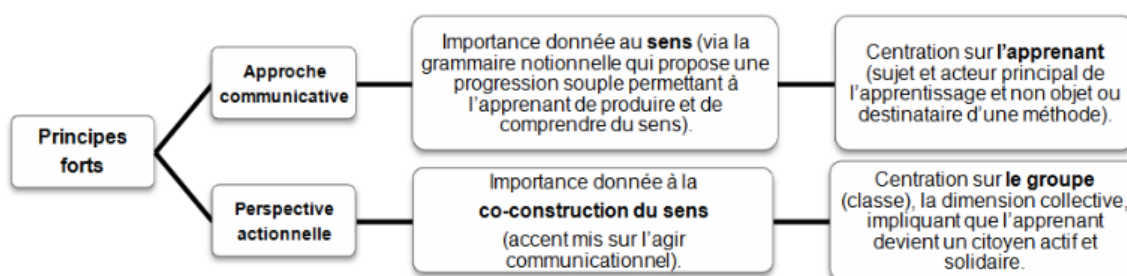 Principes
forts
Approche
communicative
Importance donnée au sens (via la
grammaire notionnelle qui propose une
progression souple permettant à
l'apprenant de produire et de
comprendre du sens).
Centration sur l'apprenant
(sujet et acteur principal de
l'apprentissage et non objet ou
destinataire d'une méthode).
Perspective
actionnelle
Importance donnée à la
co-construction du sens
(accent mis sur l'agir
communicationnel).
Centration sur le groupe
(classe), la dimension collective,
impliquant que l'apprenant
devient un citoyen actif et
solidaire.